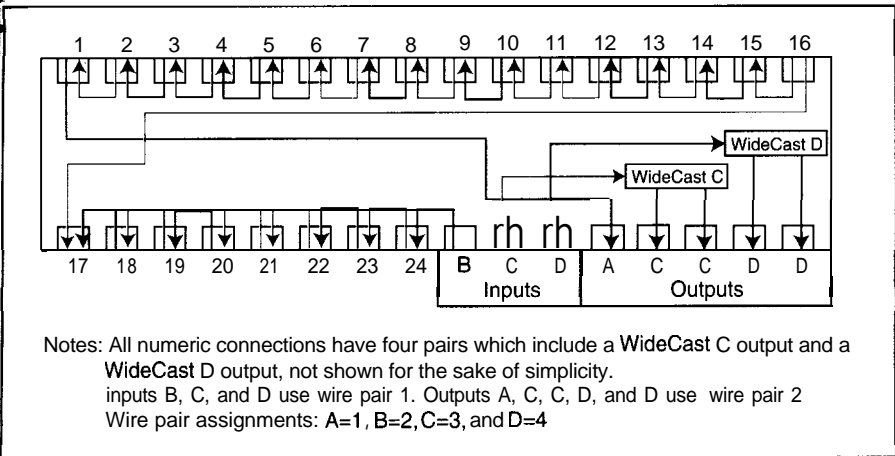 1 2 3 4 5 6 7 8 9 10 11 12 13 14 15 16
WideCast D
WideCast C
17 18 19 20 21 22 23 24 B C D A C C D D
Inputs Outputs
Notes: All numeric connections have four pairs which include a WideCast C output and a
WideCast D output, not shown for the sake of simplicity.
inputs B, C, and D use wire pair 1. Outputs A, C, C, D, and D use wire pair 2
Wire pair assignments: A=1, B=2, C=3, and D=4